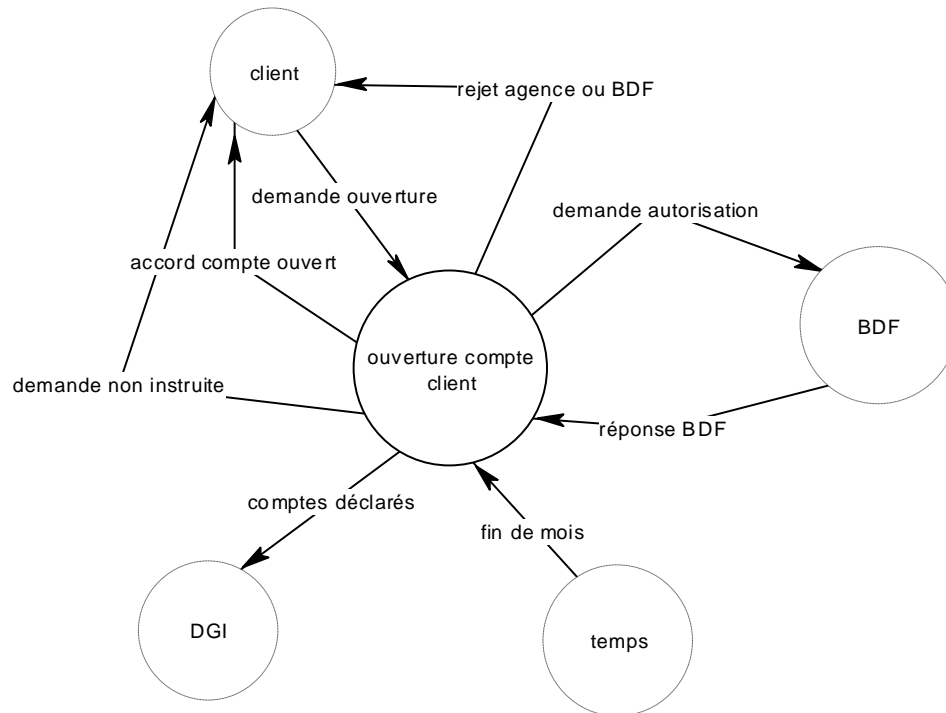 client
rejet agence ou BDF
demande ouverture
demande autorisation
accord compte ouvert
BDF
ouverture compte
client
demande non instruite
réponse BDF
comptes déclarés
fin de mois
DGI
temps